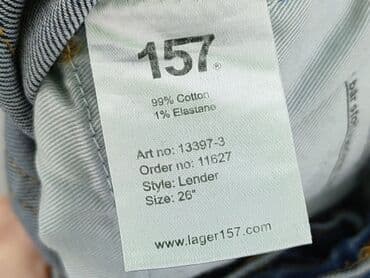 157®
99% Cotton
1% Elastane
Art no: 13397-3
Order no: 11627
Style: Lender
Size: 26"
www.lager157.com